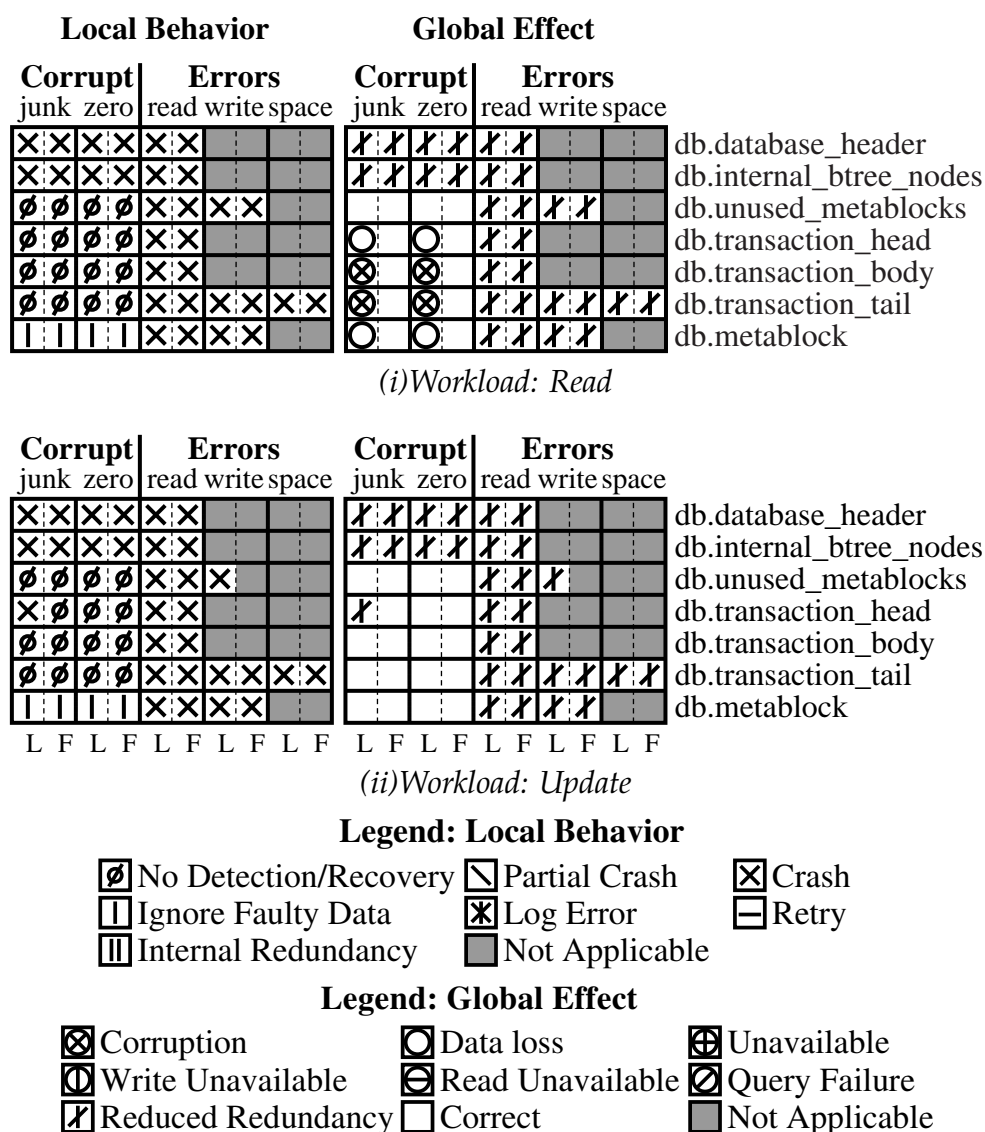 Local Behavior Global Effect
Corrupt Errors Corrupt Errors
junk zero read write space junk zero read write space
db.database_header
db.internal_btree_nodes
db.unused_metablocks
db.transaction_head
db.transaction_body
db.transaction_tail
db.metablock
(i)Workload: Read
Corrupt Errors Corrupt Errors
junk zero read write space junk zero read write space
db.database_header
db.internal_btree_nodes
db.unused_metablocks
db.transaction_head
db.transaction_body
db.transaction_tail
db.metablock
L F L F L F L F L F L F L F L F L F L F
(ii)Workload: Update
Legend: Local Behavior
No Detection/Recovery Partial Crash Crash
Ignore Faulty Data Log Error Retry
Internal Redundancy Not Applicable
Legend: Global Effect
Corruption Data loss Unavailable
Write Unavailable Read Unavailable Query Failure
Reduced Redundancy Correct Not Applicable